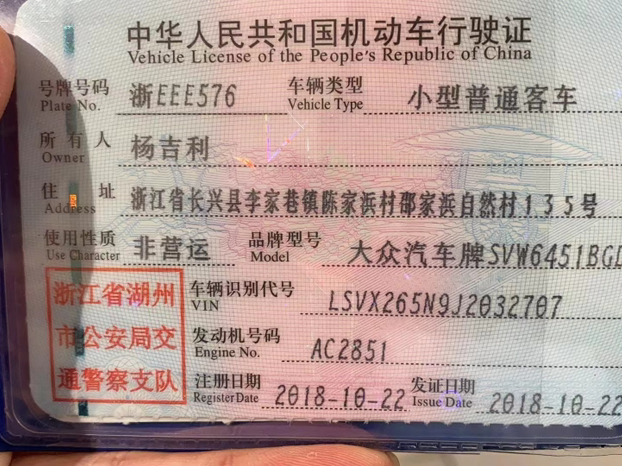 中华人民共和国机动车行驶证
Vehicle License of the People's Republic of China
号牌号码 浙EEE576 车辆类型 小型普通客车
Plate No. Vehicle Type
所有人 杨吉利
Owner
住址 浙江省长兴县李家巷镇陈家浜村邵家浜自然村135号
Address
使用性质 非营运 品牌型号 大众汽车牌SVW6451BGD
Use Character Model
浙江省湖州
市公安局交
通警察支队
车辆识别代号 LSVX265N9J2032707
VIN
发动机号码 AC2851
Engine No.
注册日期 2018-10-22 发证日期 2018-10-22
Register Date Issue Date